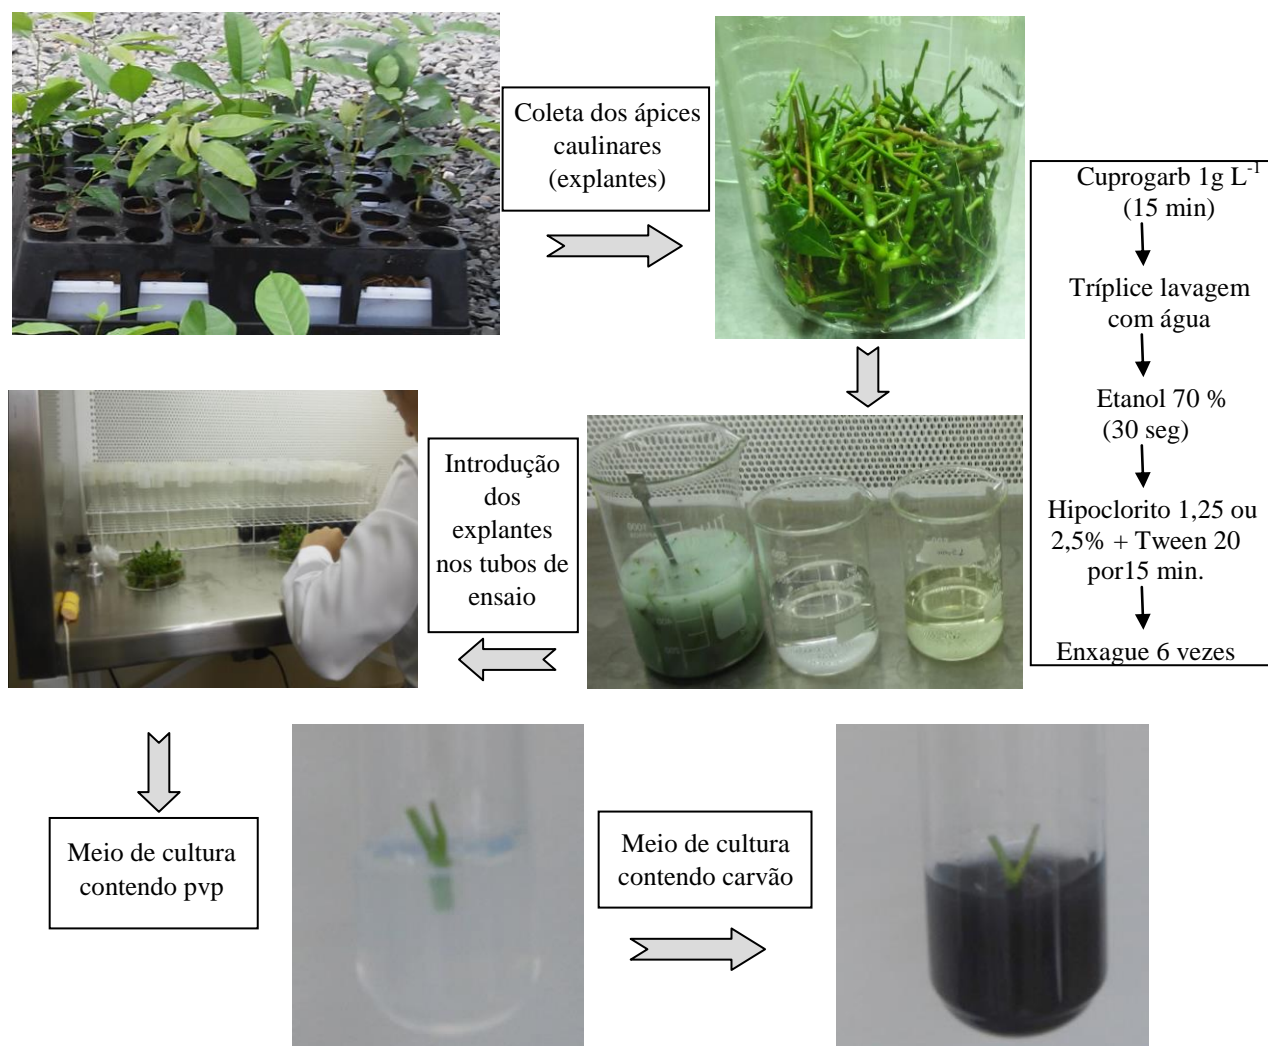 Coleta dos ápices
caulinares
(explantes)
Cuprogarb 1g L-1
(15 min)
Tríplice lavagem
com água
Etanol 70 %
(30 seg)
Hipoclorito 1,25 ou
2,5% + Tween 20
por15 min.
Enxague 6 vezes
Introdução
dos
explantes
nos tubos de
ensaio
Meio de cultura
contendo pvp
Meio de cultura
contendo carvão